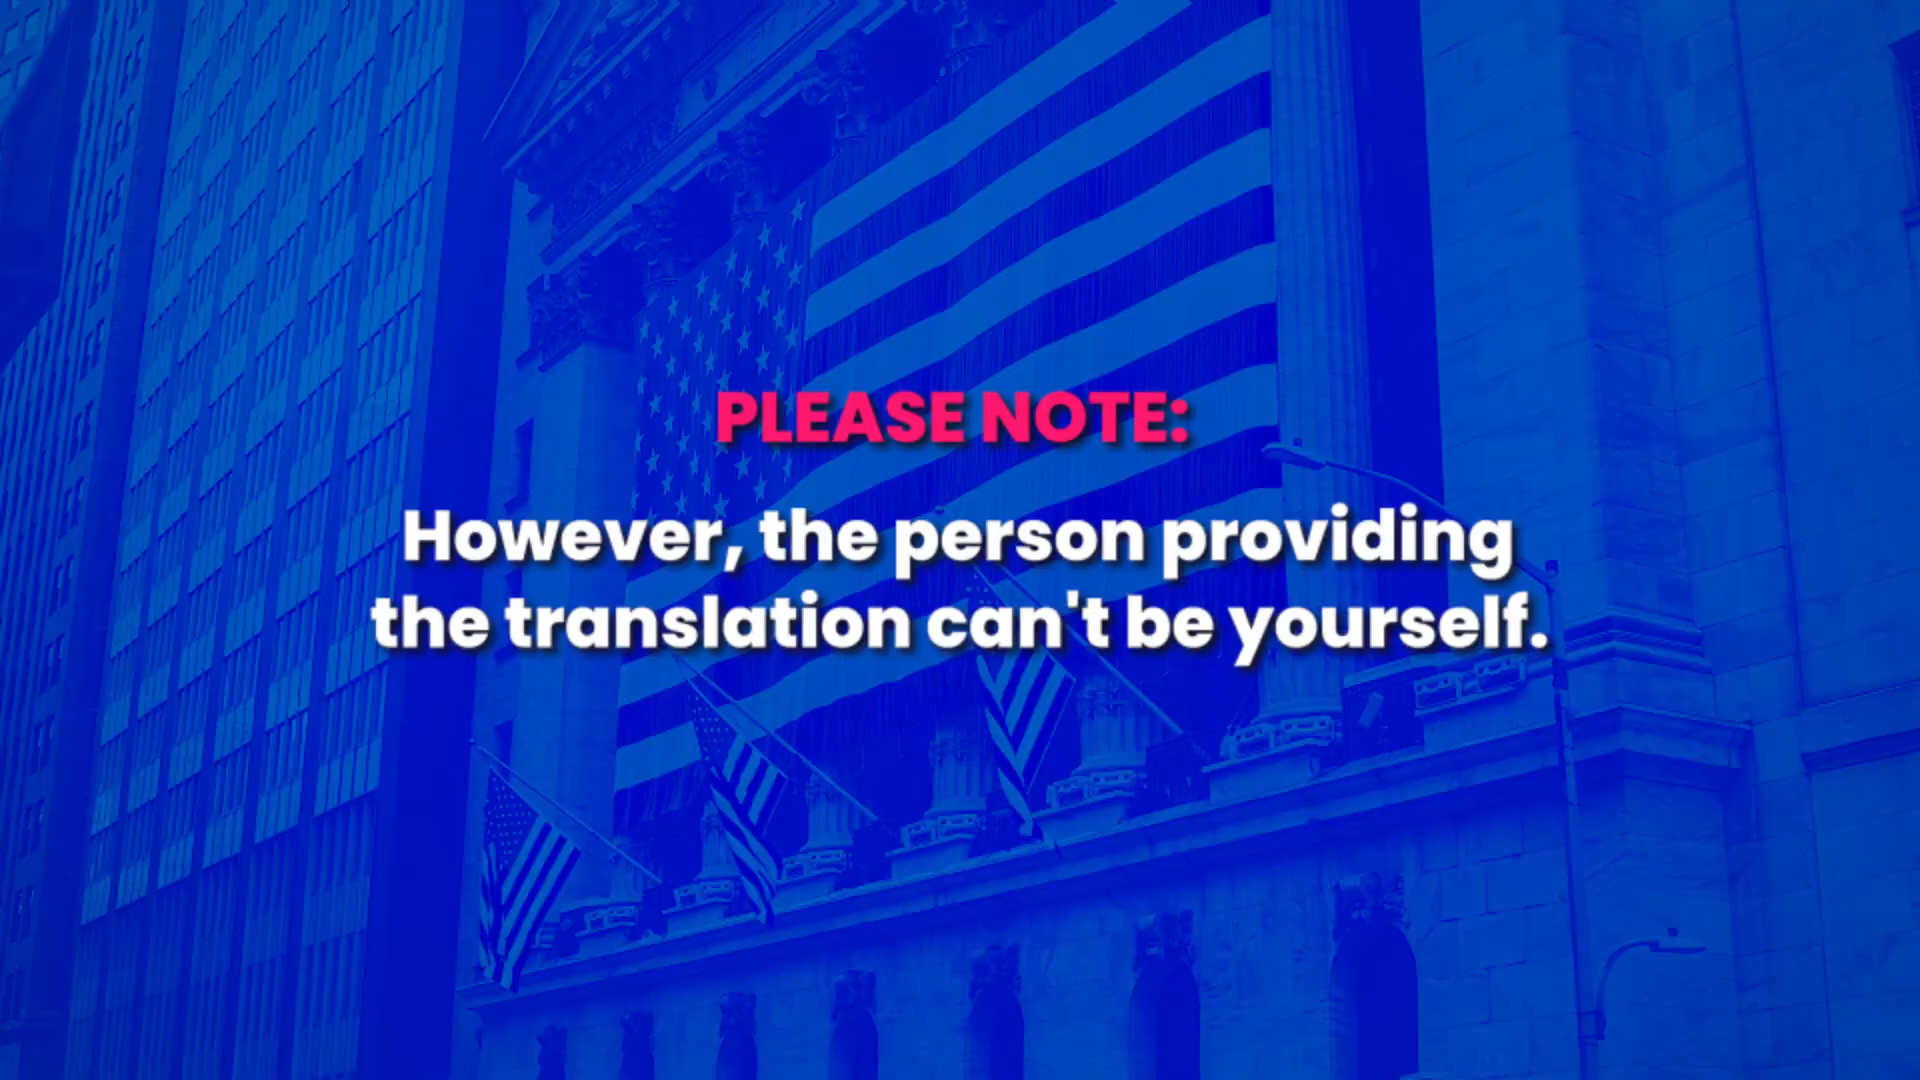 PLEASE NOTE:
However, the person providing
the translation can't be yourself.